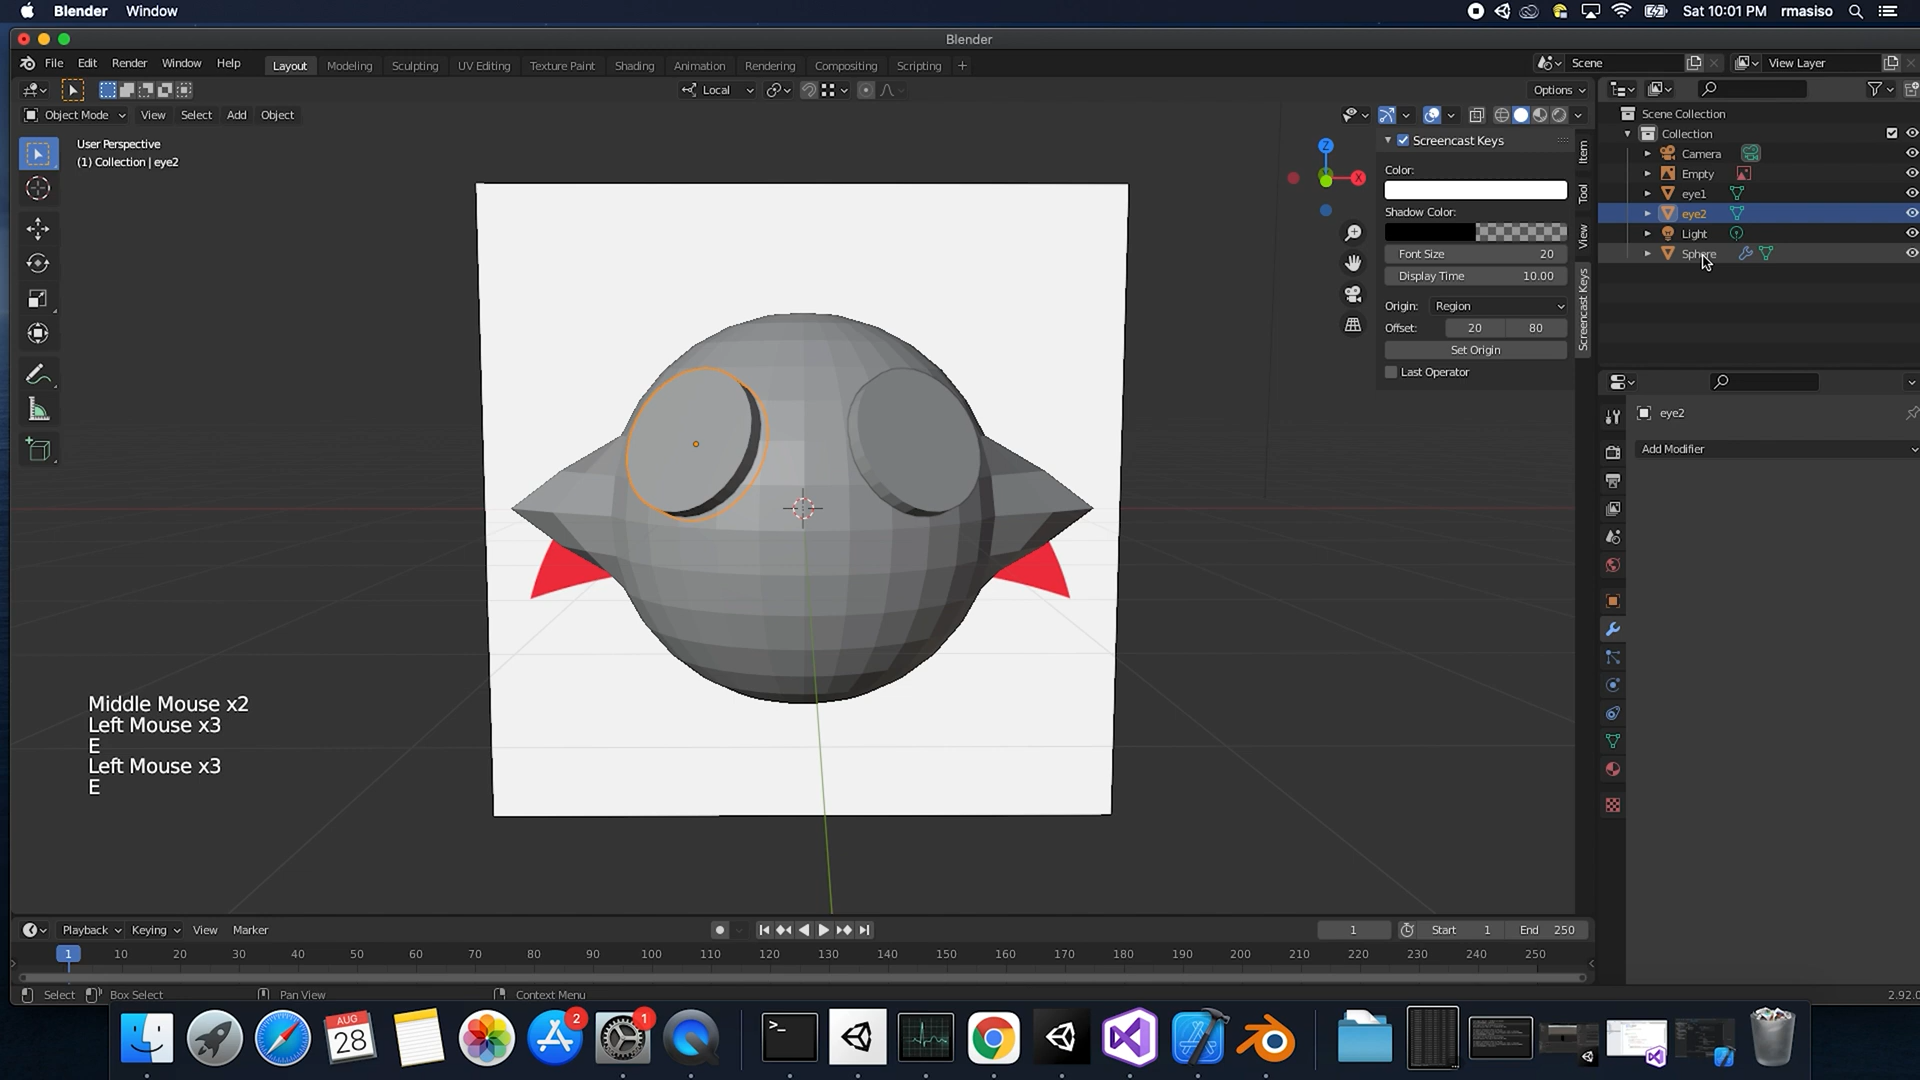 Blender Window Sat 10:01 PM rmasiso
Blender
File Edit Render Window Help Layout Modeling Sculpting UV Editing Texture Paint Shading Animation Rendering Compositing Scripting + Scene View Layer
Local Options
Object Mode View Select Add Object
User Perspective
(1) Collection | eye2
Z
X
Screencast Keys
Color:
Shadow Color:
Font Size 20
Display Time 10.00
Origin: Region
Offset: 20 80
Set Origin
Last Operator
Item
Tool
View
Screencast Keys
Scene Collection
Collection
Camera
Empty
eye1
eye2
Light
Sphere
eye2
Add Modifier
Middle Mouse x2
Left Mouse x3
E
Left Mouse x3
E
Playback Keying View Marker 1 Start 1 End 250
1 10 20 30 40 50 60 70 80 90 100 110 120 130 140 150 160 170 180 190 200 210 220 230 240 250
Select Box Select Pan View Context Menu 2.92.0
AUG
28
2
1